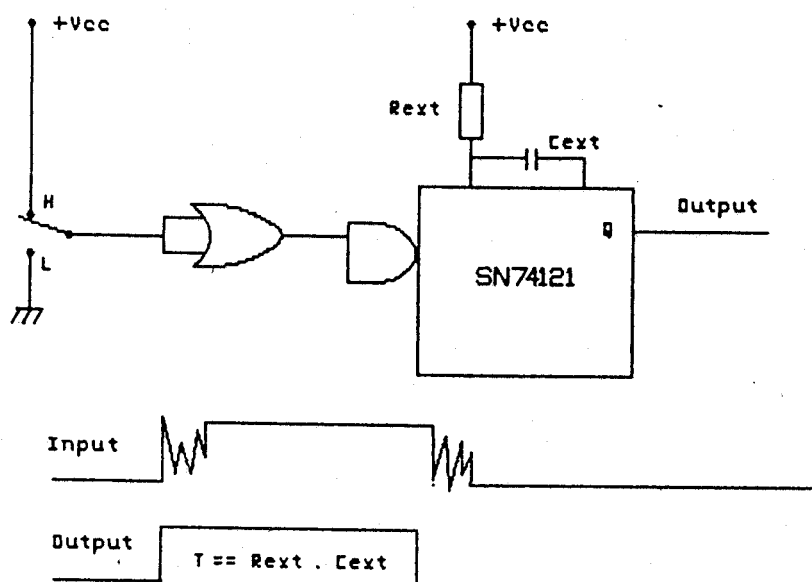 +Vcc
+Vcc
Rext
Cext
H
L
Q
Output
SN74121
Input
Output
T == Rext . Cext